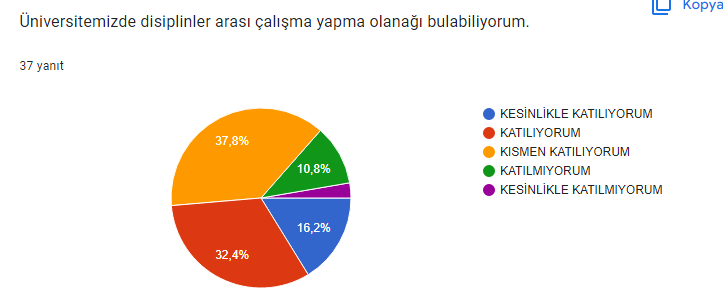 Kopya
Üniversitemizde disiplinler arası çalışma yapma olanağı bulabiliyorum.
37 yanıt
KESİNLİKLE KATILIYORUM
KATILIYORUM
KISMEN KATILIYORUM
KATILMIYORUM
KESİNLİKLE KATILMIYORUM
37,8%
10,8%
16,2%
32,4%